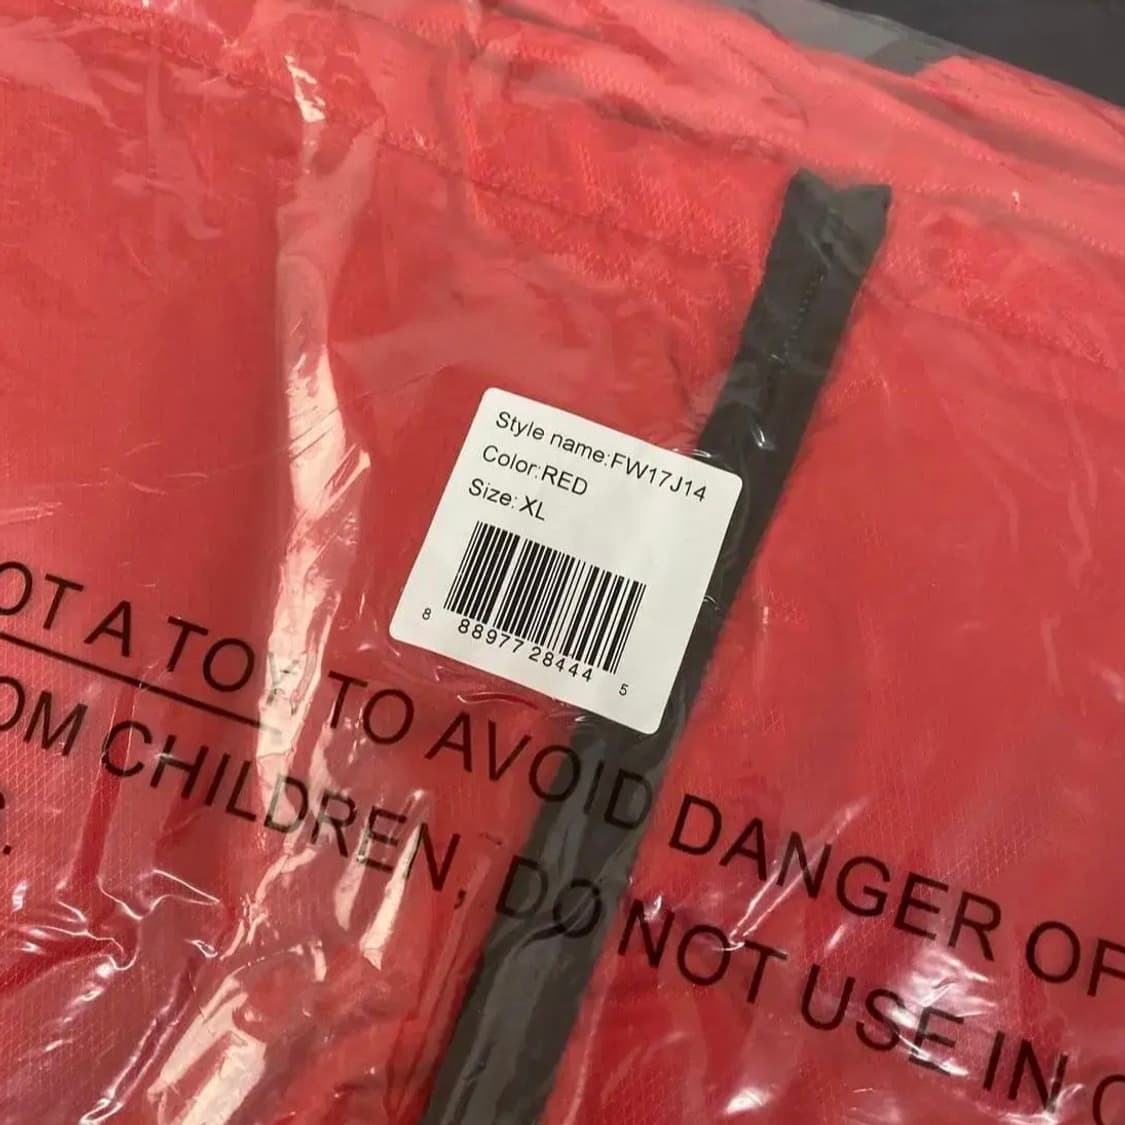 Style name:FW17J14
Color:RED
Size: XL
8 88977 28444 5
OT A TOY TO AVOID DANGER OF
OM CHILDREN, DO NOT USE IN